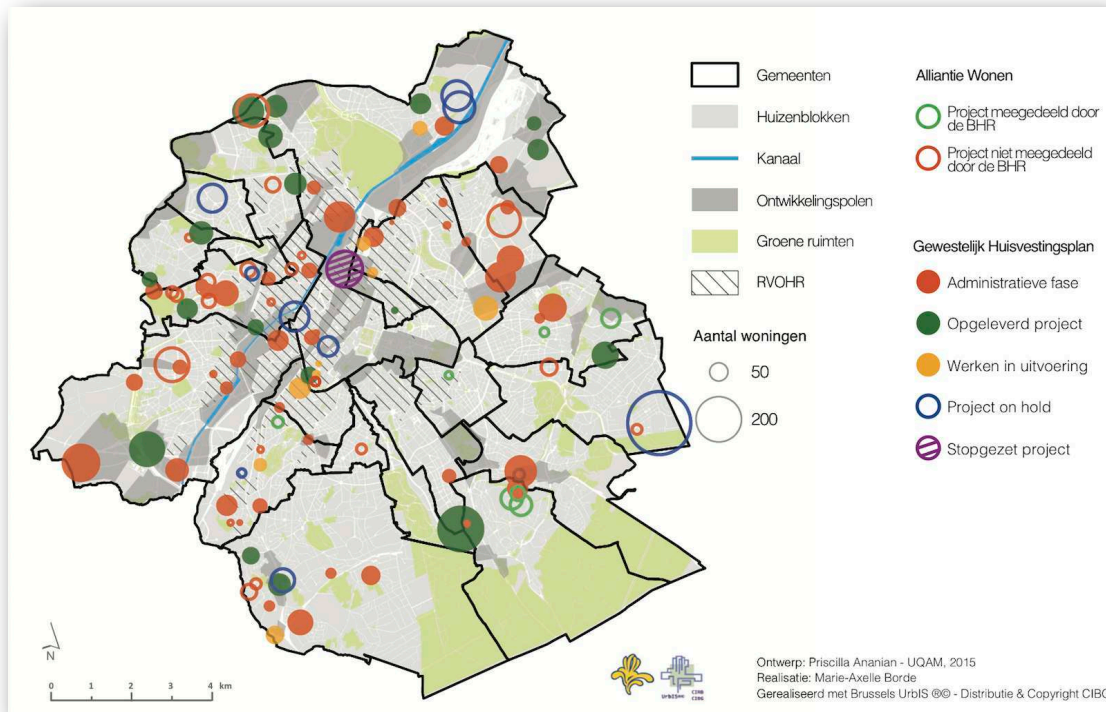 Gemeenten
Huizenblokken
Kanaal
Ontwikkelingspolen
Groene ruimten
RVOHR
Aantal woningen
50
200
Alliantie Wonen
Project meegedeeld door
de BHR
Project niet meegedeeld
door de BHR
Gewestelijk Huisvestingsplan
Administratieve fase
Opgeleverd project
Werken in uitvoering
Project on hold
Stopgezet project
N
0 1 2 3 4 km
UrbIS
CIRB
CIBG
Ontwerp: Priscilla Ananian - UQAM, 2015
Realisatie: Marie-Axelle Borde
Gerealiseerd met Brussels UrbIS ®© - Distributie & Copyright CIBG